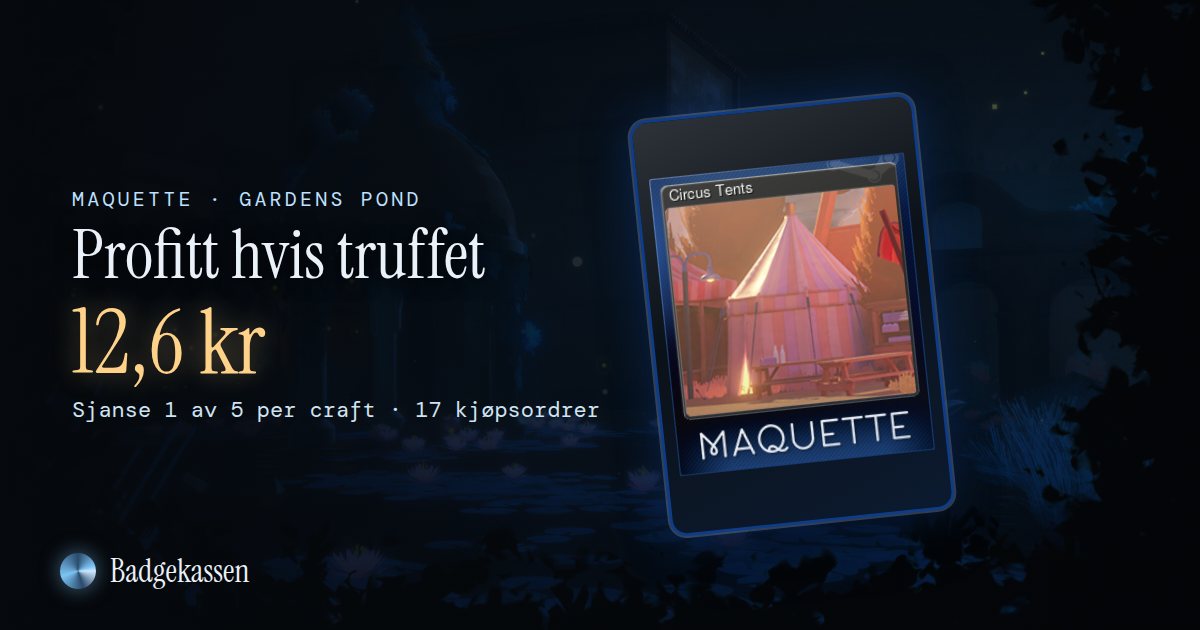 MAQUETTE · GARDENS POND
Profitt hvis truffet
12,6 kr
Sjanse 1 av 5 per craft · 17 kjøpsordrer
Circus Tents
MAQUETTE
Badgekassen